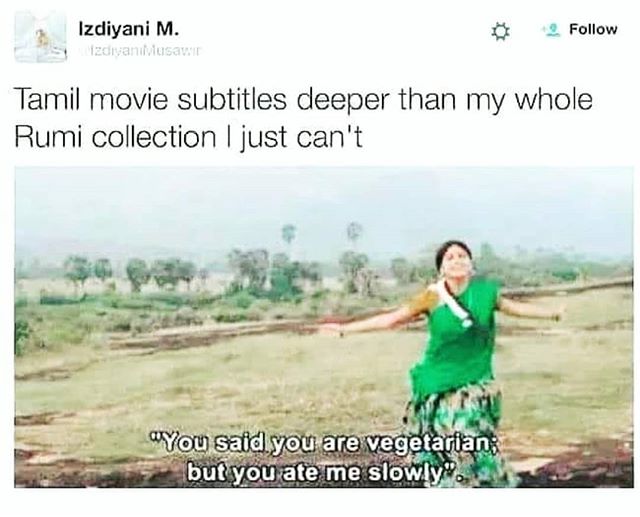 Izdiyani M.
IzdiyaniMusawir
Follow
Tamil movie subtitles deeper than my whole
Rumi collection I just can't
"You said you are vegetarian;
but you ate me slowly".